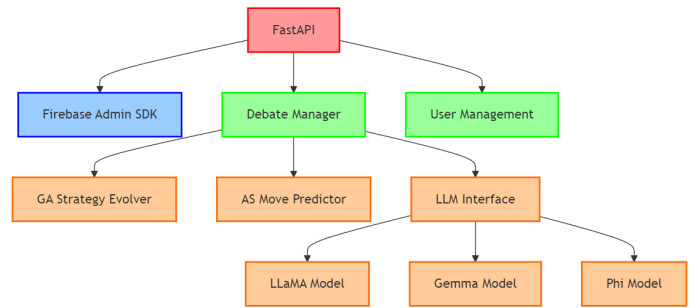 FastAPI
Firebase Admin SDK
Debate Manager
User Management
GA Strategy Evolver
AS Move Predictor
LLM Interface
LLaMA Model
Gemma Model
Phi Model